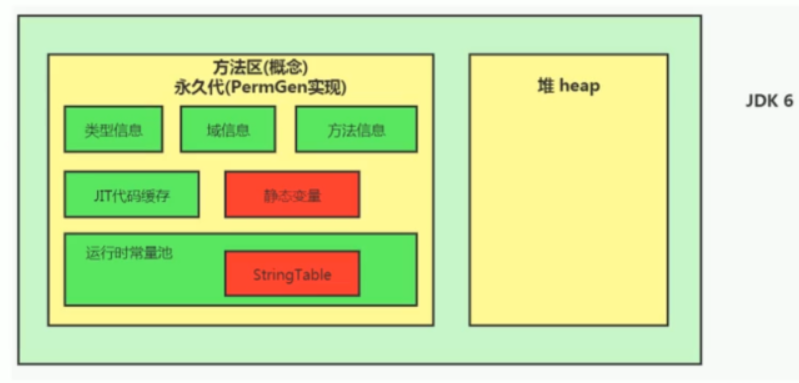 方法区(概念)
永久代(PermGen实现)
堆 heap
JDK 6
类型信息
域信息
方法信息
JIT代码缓存
静态变量
运行时常量池
StringTable